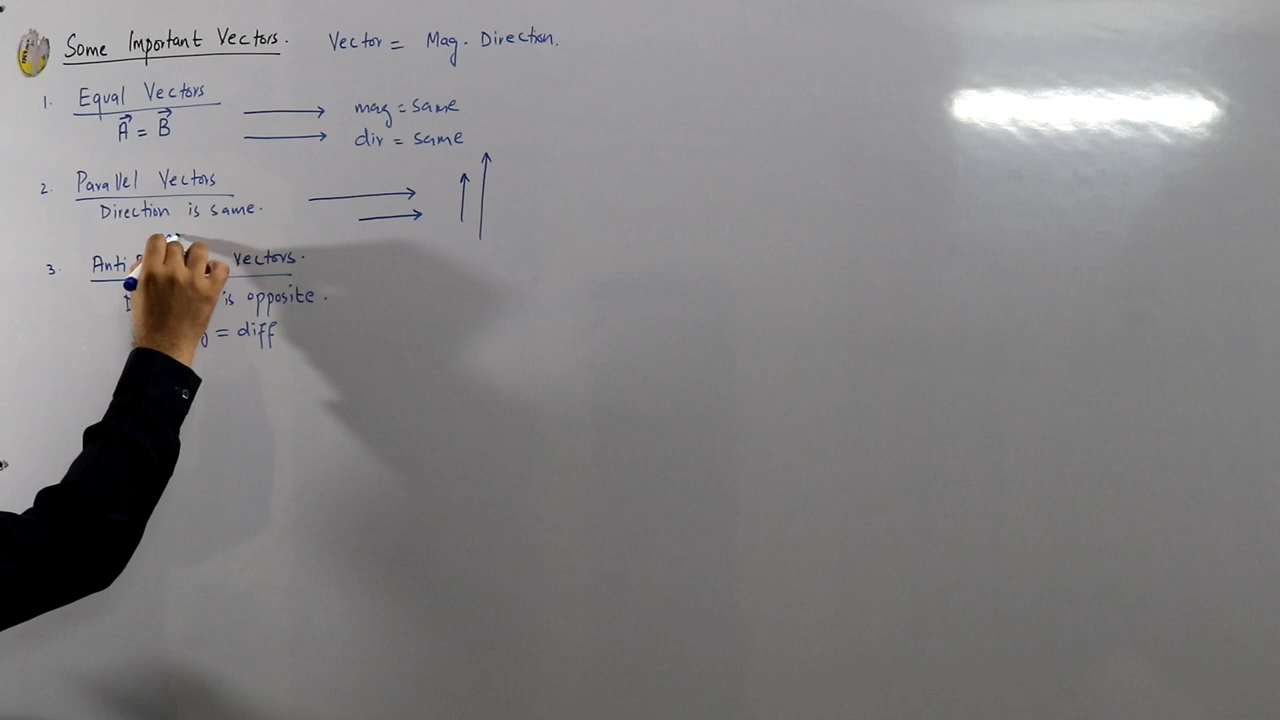 Some Important Vectors. Vector = Mag. Direction.
1. Equal Vectors
A = B
mag = same
dir = same
2. Parallel Vectors
Direction is same.
3. Anti Vectors.
is opposite.
= diff